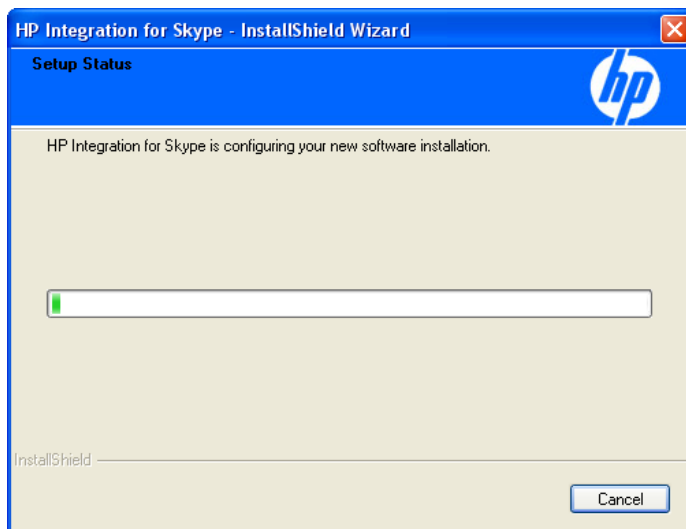 HP Integration for Skype - InstallShield Wizard
Setup Status
hp
HP Integration for Skype is configuring your new software installation.
InstallShield
Cancel